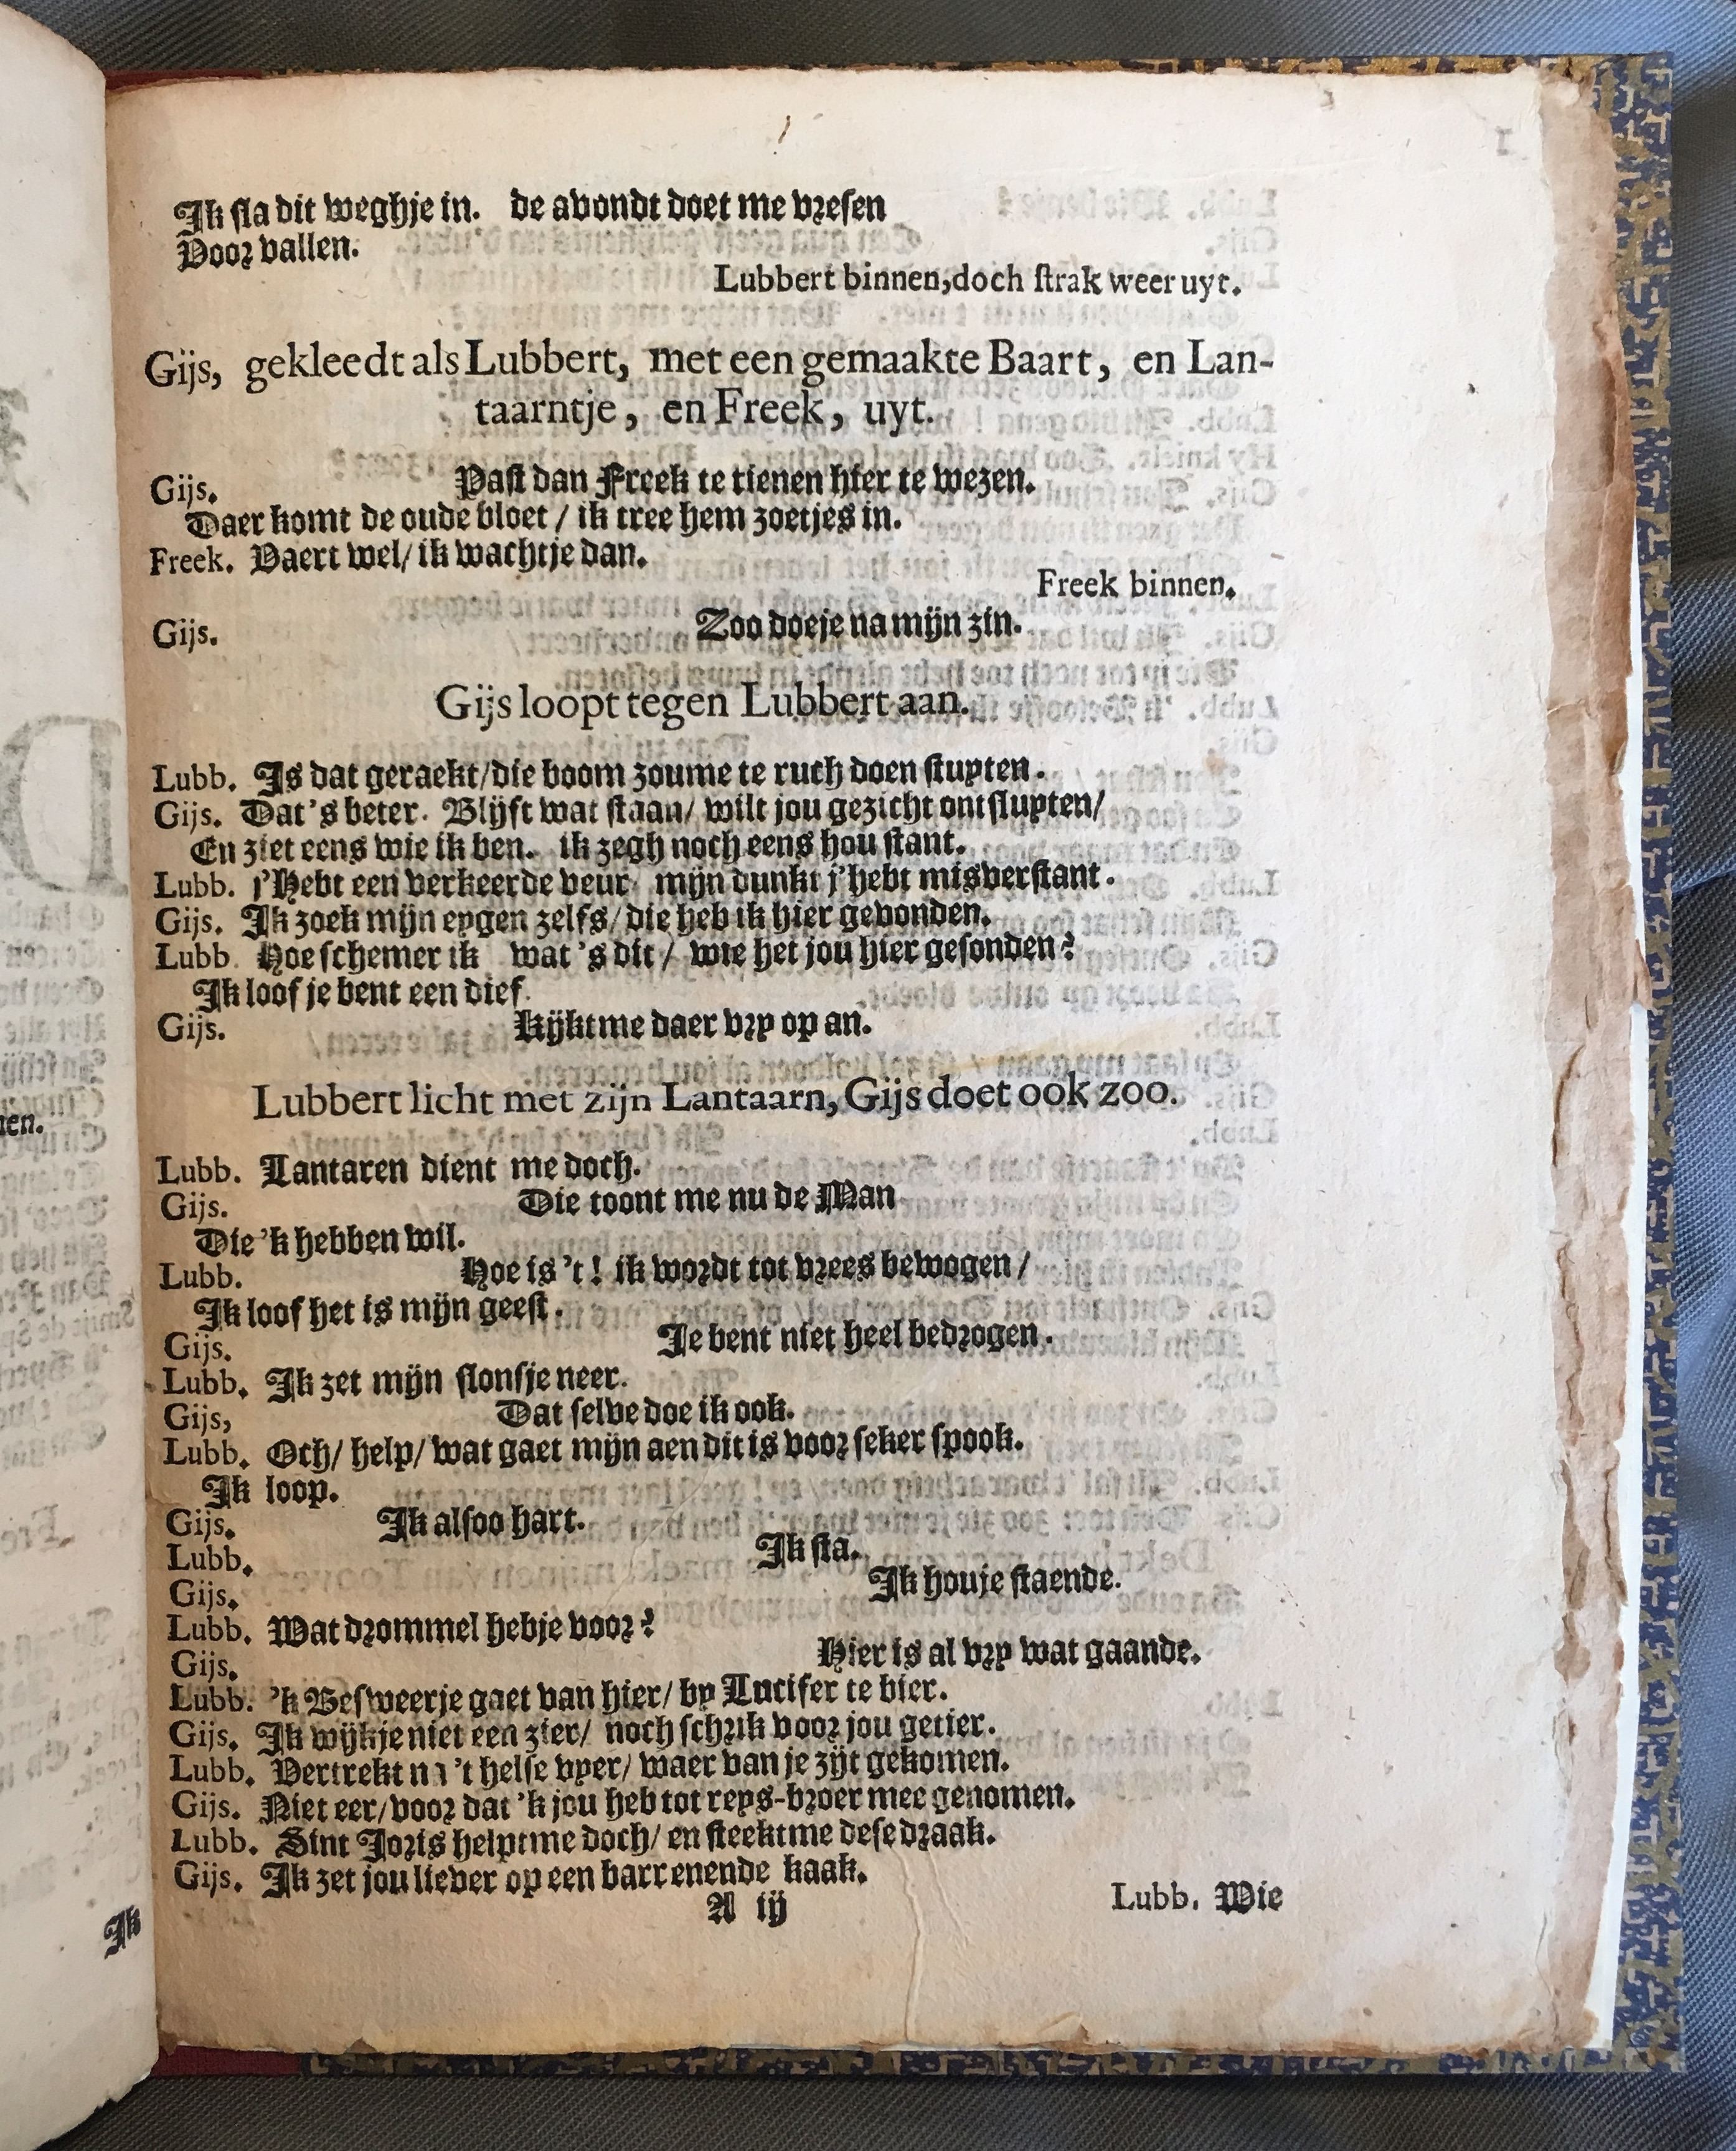 Ik sla dit weghje in. de avondt doet me vresen
Voor vallen.
Lubbert binnen, doch strak weer uyt.
Gijs, gekleedt als Lubbert, met een gemaakte Baart, en Lan-
taarntje, en Freek, uyt.
Gijs. Past dan Freek te tienen hier te wezen.
Daer komt de oude bloet / ik tree hem zoetjes in.
Freek. Vaert wel/ ik wachtje dan.
Freek binnen.
Gijs. Zoo doeje na mijn zin.
Gijs loopt tegen Lubbert aan.
Lubb. Is dat geraekt/die boom zoume te ruch doen stuyten.
Gijs. Dat's beter. Blijft wat staan/ wilt jou gezicht ontsluyten/
En ziet eens wie ik ben. ik zegh noch eens hou stant.
Lubb. j'Hebt een verkeerde veur mijn dunkt j'hebt misverstant.
Gijs. Ik zoek mijn eygen zelfs/die heb ik hier gevonden.
Lubb. Hoe schemer ik wat 's dit / wie het jou hier gesonden?
Ik loof je bent een dief.
Gijs. Kijktme daer vry op an.
Lubbert licht met zijn Lantaarn, Gijs doet ook zoo.
Lubb. Lantaren dient me doch.
Gijs. Die toont me nu de Man
Die 'k hebben wil.
Lubb. Hoe is 't! ik wordt tot vrees bewogen /
Ik loof het is mijn geest.
Gijs. Je bent niet heel bedrogen.
Lubb. Ik zet mijn slonsje neer.
Gijs, Dat selve doe ik ook.
Lubb. Och/ help/ wat gaet mijn aen dit is voor seker spook.
Ik loop.
Gijs. Ik alsoo hart.
Lubb. Ik sta.
Gijs. Ik houje staende.
Lubb. Wat drommel hebje voor?
Gijs. Hier is al vry wat gaande.
Lubb. 'k Besweerje gaet van hier/ by Lucifer te bier.
Gijs. Ik wijkje niet een zier/ noch schrik voor jou getier.
Lubb. Vertrekt na 't helse vyer/ waer van je zijt gekomen.
Gijs. Niet eer/voor dat 'k jou heb tot reys-broer mee genomen.
Lubb. Sint Joris helptme doch/ en steektme dese draak.
Gijs. Ik zet jou liever op een barrenende kaak.
A ij Lubb. Wie
nen.
Ik